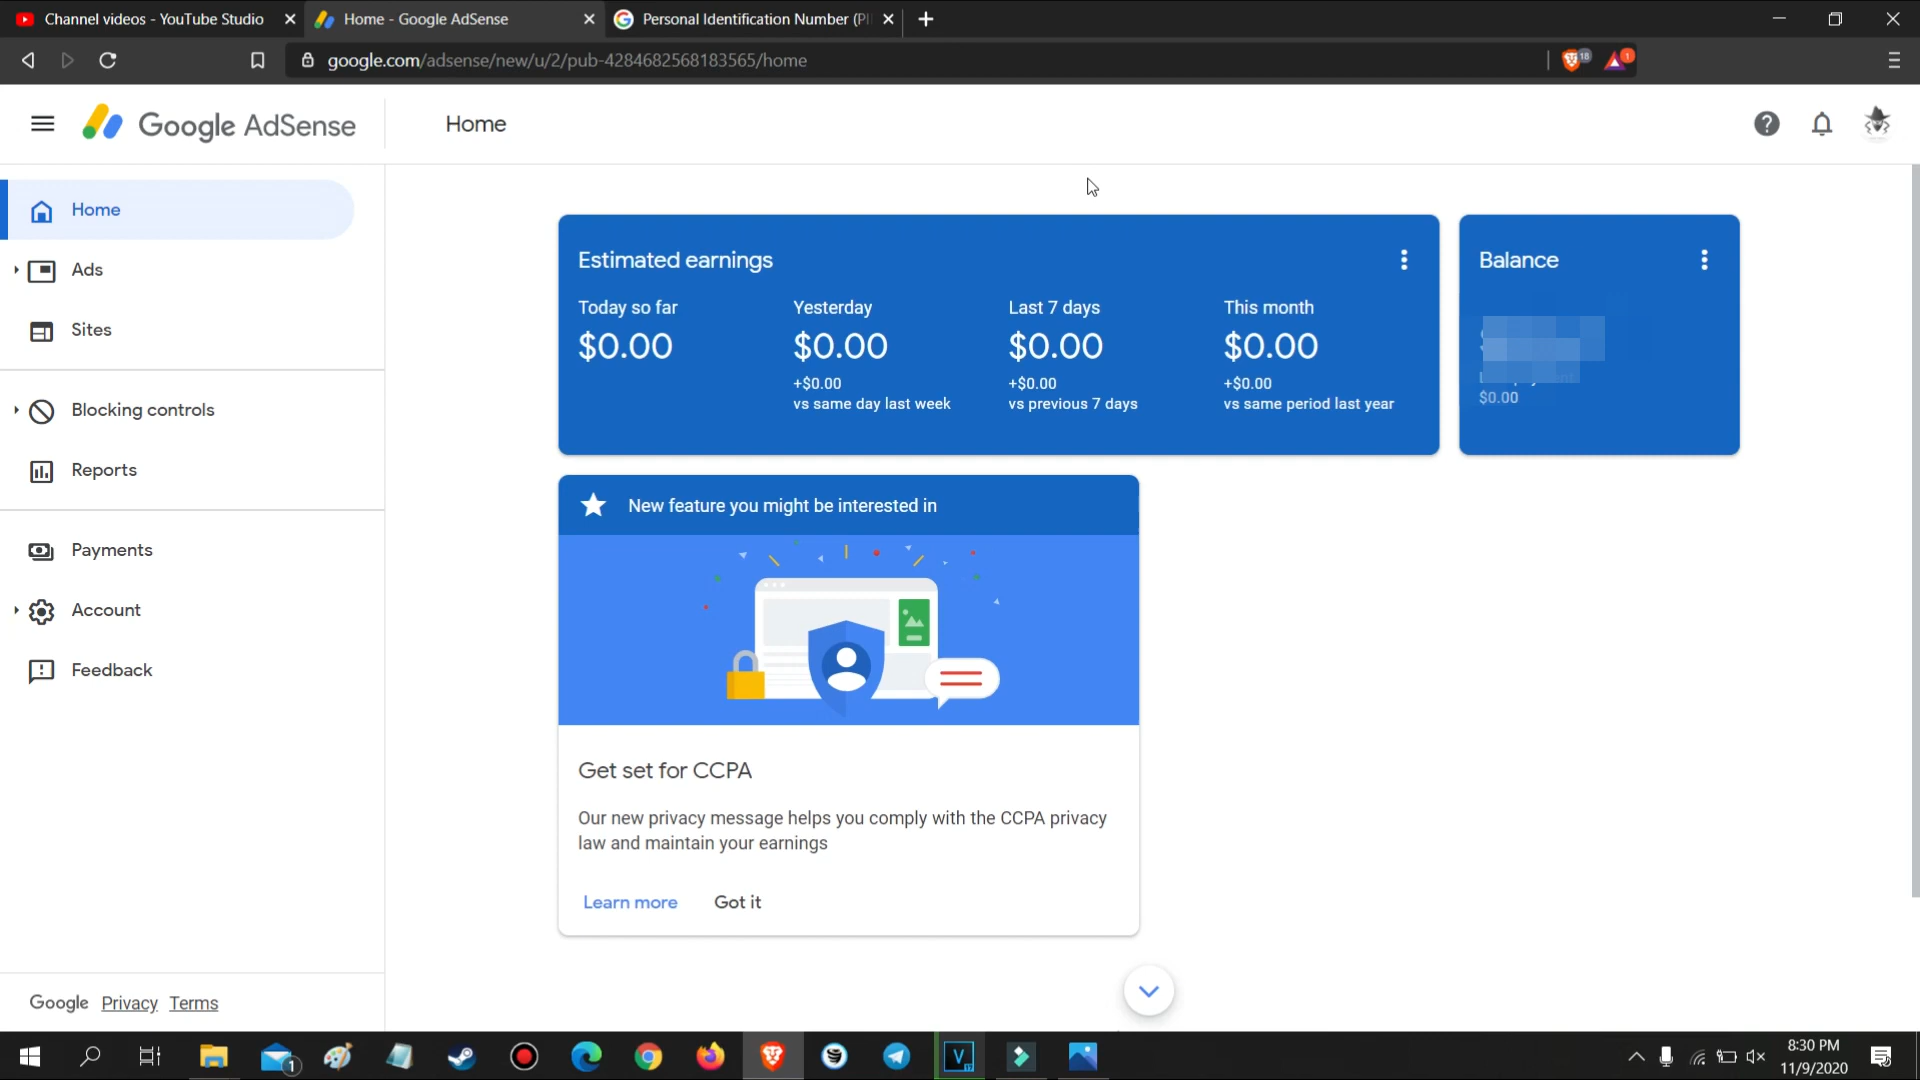 Channel videos - YouTube Studio
Home - Google AdSense
Personal Identification Number (PI
google.com/adsense/new/u/2/pub-4284682568183565/home
18
1
Google AdSense
Home
Home
Ads
Sites
Blocking controls
Reports
Payments
Account
Feedback
Google Privacy Terms
Estimated earnings
Today so far
$0.00
Yesterday
$0.00
+$0.00
vs same day last week
Last 7 days
$0.00
+$0.00
vs previous 7 days
This month
$0.00
+$0.00
vs same period last year
Balance
$0.00
New feature you might be interested in
Get set for CCPA
Our new privacy message helps you comply with the CCPA privacy
law and maintain your earnings
Learn more
Got it
1
V
8:30 PM
11/9/2020